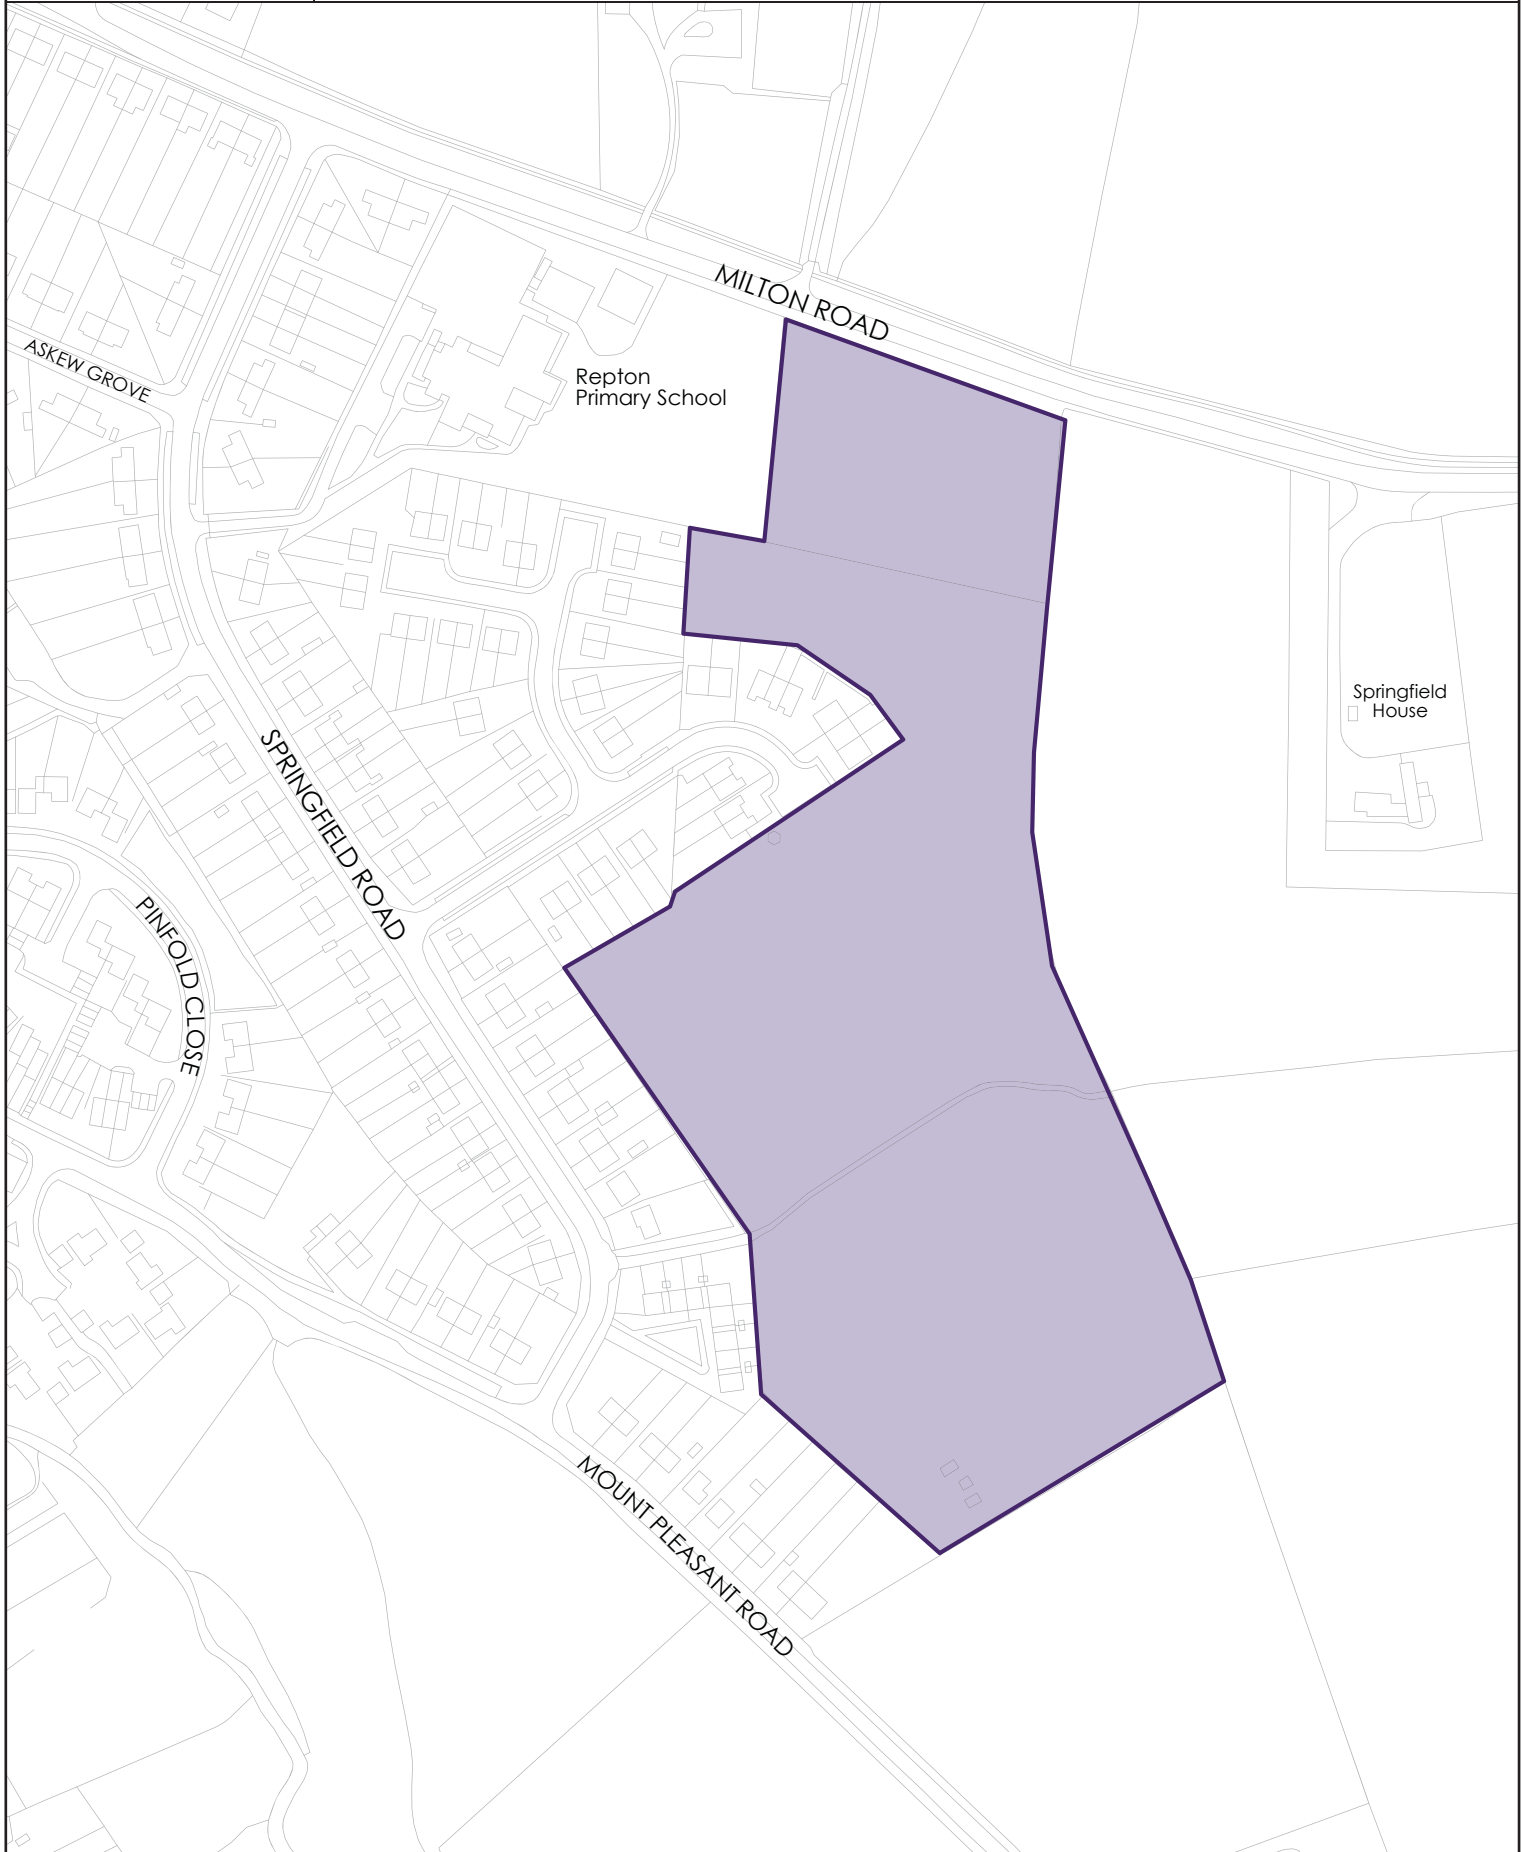 MILTON ROAD
ASKEW GROVE
Repton
Primary School
Springfield
House
SPRINGFIELD ROAD
PINFOLD CLOSE
MOUNT PLEASANT ROAD